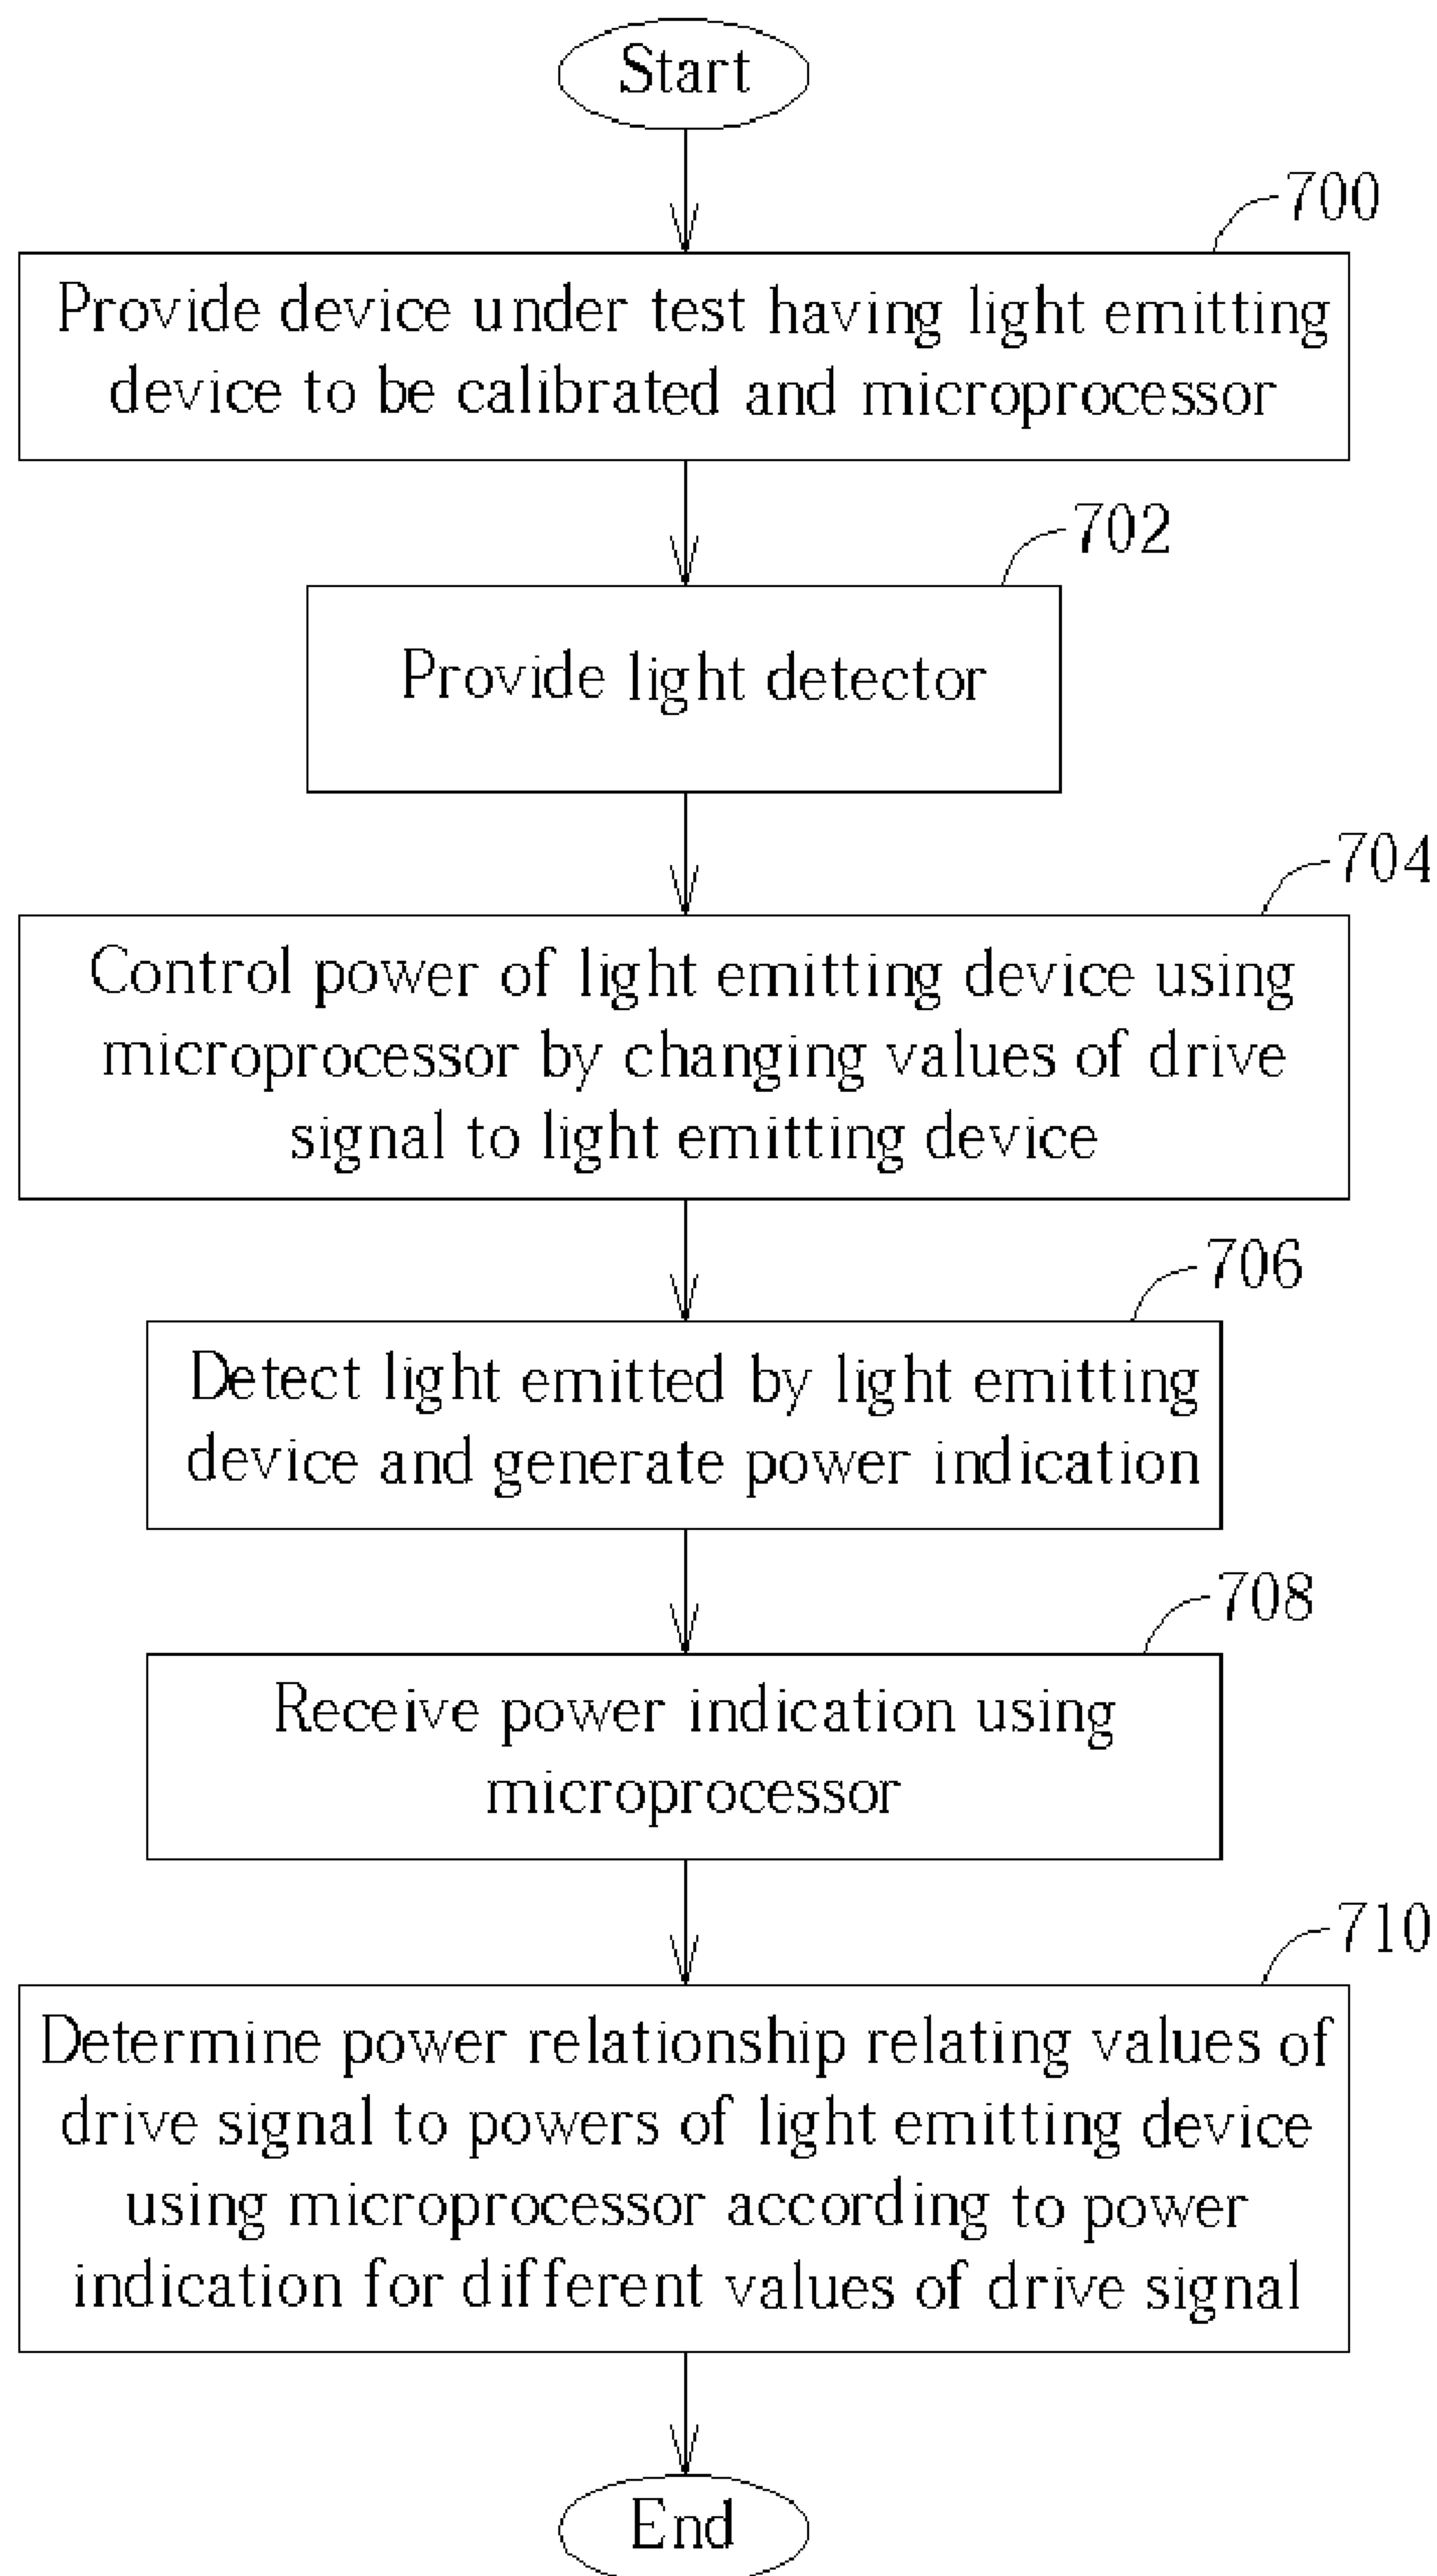 Start
700
Provide device under test having light emitting
device to be calibrated and microprocessor
702
Provide light detector
704
Control power of light emitting device using
microprocessor by changing values of drive
signal to light emitting device
706
Detect light emitted by light emitting
device and generate power indication
708
Receive power indication using
microprocessor
710
Determine power relationship relating values of
drive signal to powers of light emitting device
using microprocessor according to power
indication for different values of drive signal
End